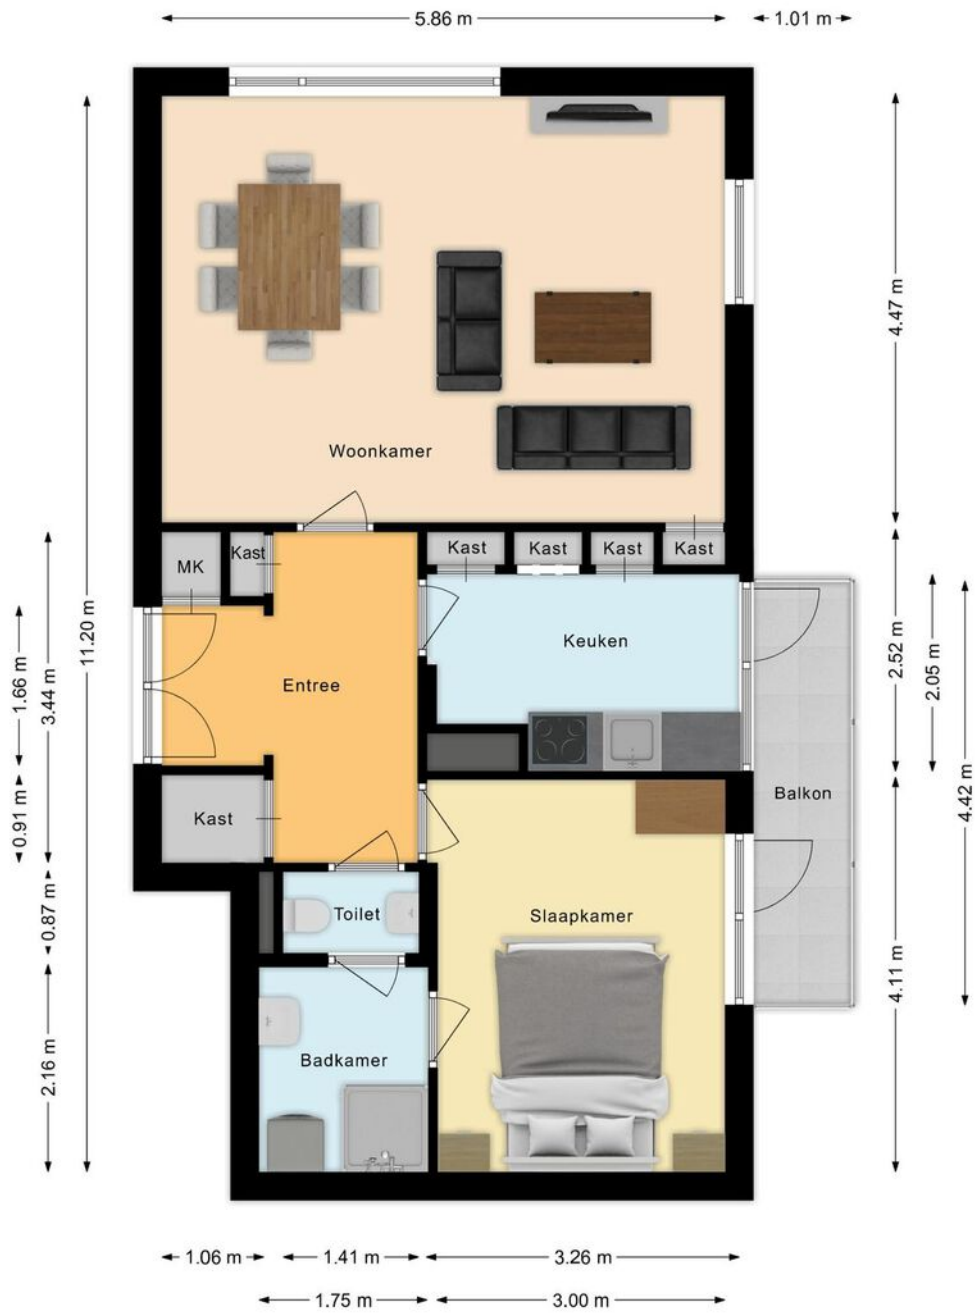 5.86 m
1.01 m
Woonkamer
4.47 m
11.20 m
MK
Kast
Kast
Kast
Kast
Kast
Keuken
Entree
1.66 m
3.44 m
2.52 m
2.05 m
0.91 m
Kast
Balkon
4.42 m
0.87 m
Toilet
Slaapkamer
4.11 m
2.16 m
Badkamer
1.06 m
1.41 m
3.26 m
1.75 m
3.00 m